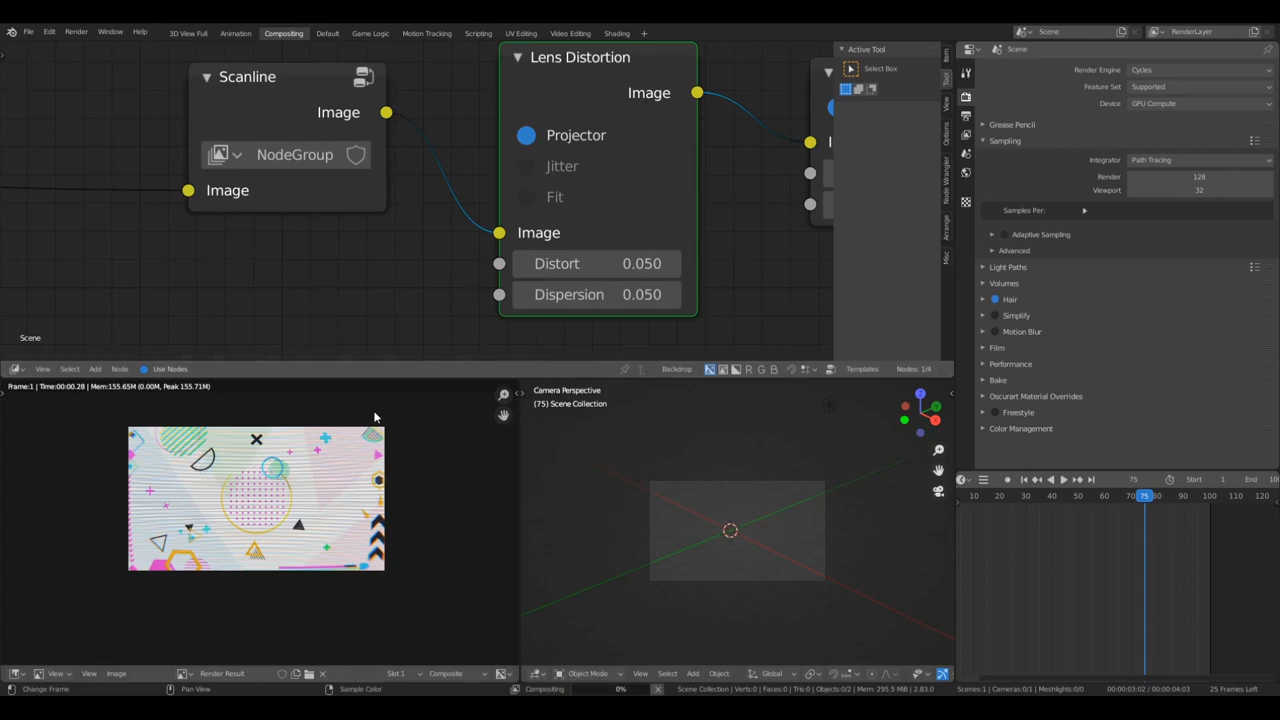 File Edit Render Window Help 3D View Full Animation Compositing Default Game Logic Motion Tracking Scripting UV Editing Video Editing Shading + Scene RenderLayer
Scanline
Image
NodeGroup
Image
Lens Distortion
Image
Projector
Jitter
Fit
Image
Distort 0.050
Dispersion 0.050
Scene
Active Tool
Select Box
Item
Tool
View
Options
Node Wrangler
Arrange
Misc
Scene
Render Engine Cycles
Feature Set Supported
Device GPU Compute
Grease Pencil
Sampling
Integrator Path Tracing
Render 128
Viewport 32
Samples Per:
Adaptive Sampling
Advanced
Light Paths
Volumes
Hair
Simplify
Motion Blur
Film
Performance
Bake
Oscurart Material Overrides
Freestyle
Color Management
View Select Add Node Use Nodes Backdrop R G B Templates Nodes: 1/4
Frame:1 | Time:00:00.28 | Mem:155.65M (0.00M, Peak 155.71M)
Camera Perspective
(75) Scene Collection
75 Start 1 End
10 20 30 40 50 60 70 75 80 90 100 110 120
View View Image Render Result Slot 1 Composite
Object Mode View Select Add Object Global
Change Frame Pan View Sample Color Compositing 0% Scene Collection | Verts:0 | Faces:0 | Tris:0 | Objects:0/2 | Mem: 295.5 MiB | 2.83.0 Scenes:1 | Cameras:0/1 | Meshlights:0/0 00:00:03:02 / 00:00:04:03 25 Frames Left